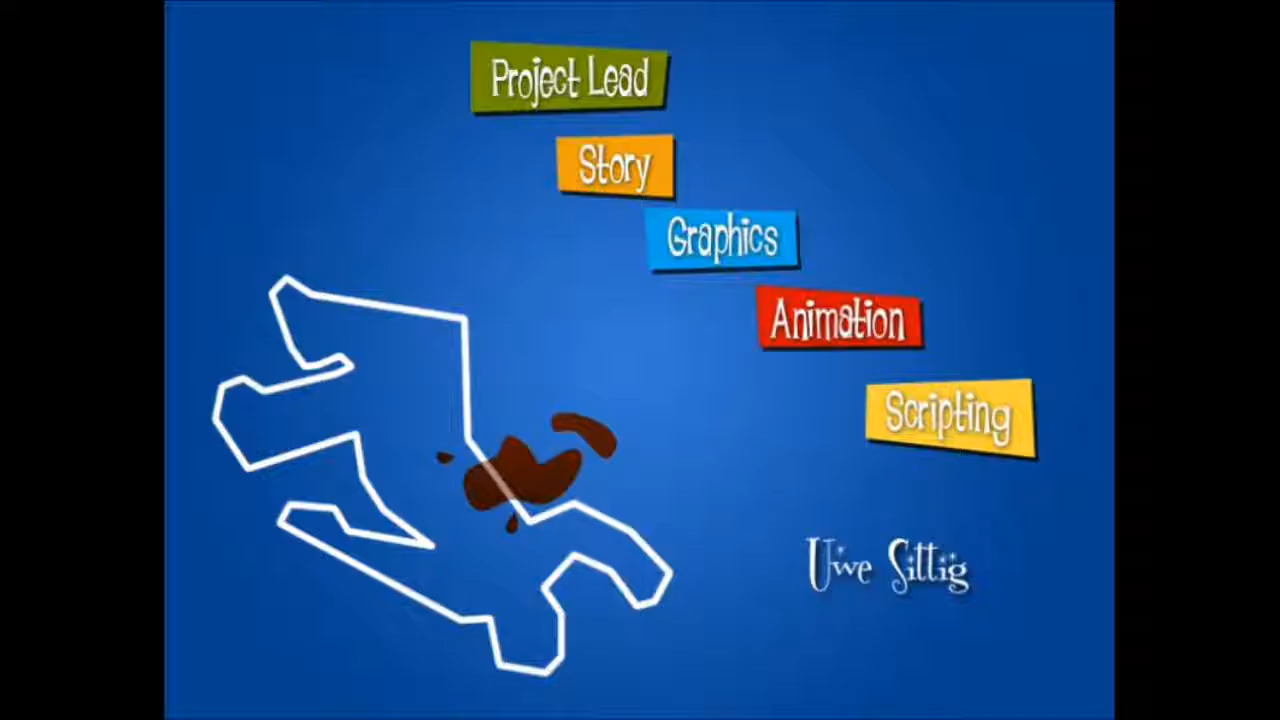 Project Lead
Story
Graphics
Animation
Scripting
Uwe Sittig